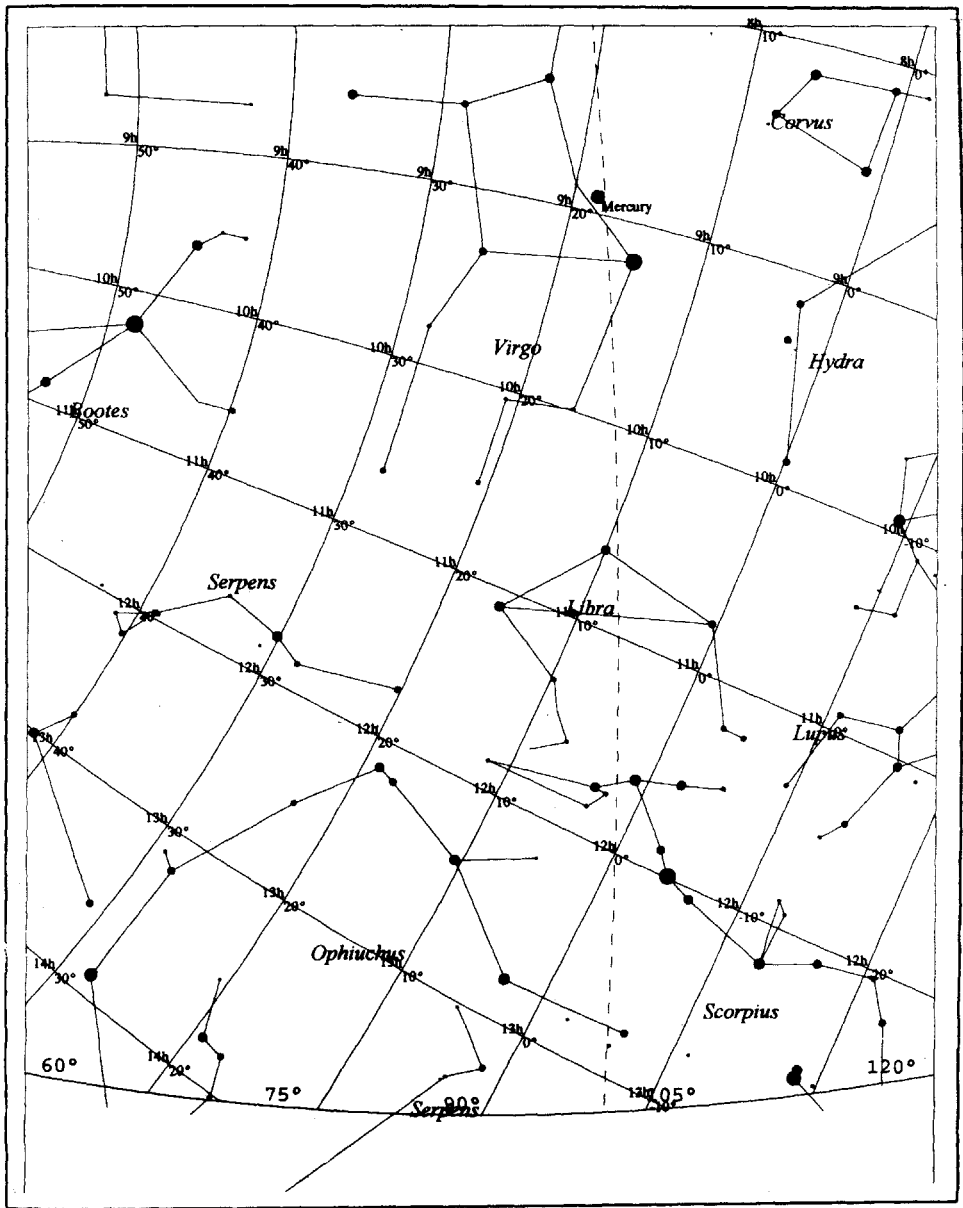 8h
10°
8h
0°
Corvus
9h
50°
9h
40°
9h
30°
9h
20°
Mercury
9h
10°
9h
0°
10h
50°
10h
40°
10h
30°
Virgo
Hydra
10h
20°
10h
10°
10h
0°
10h
-10°
11h
50°
Bootes
11h
40°
11h
30°
11h
20°
Libra
10°
11h
0°
11h
Lupus
Serpens
12h
12h
30°
12h
20°
12h
10°
12h
0°
12h
-10°
12h
13h
40°
13h
30°
13h
20°
Ophiuchus
10°
13h
0°
Scorpius
14h
30°
14h
20°
13h
-10°
60°
75°
90°
105°
120°
Serpens